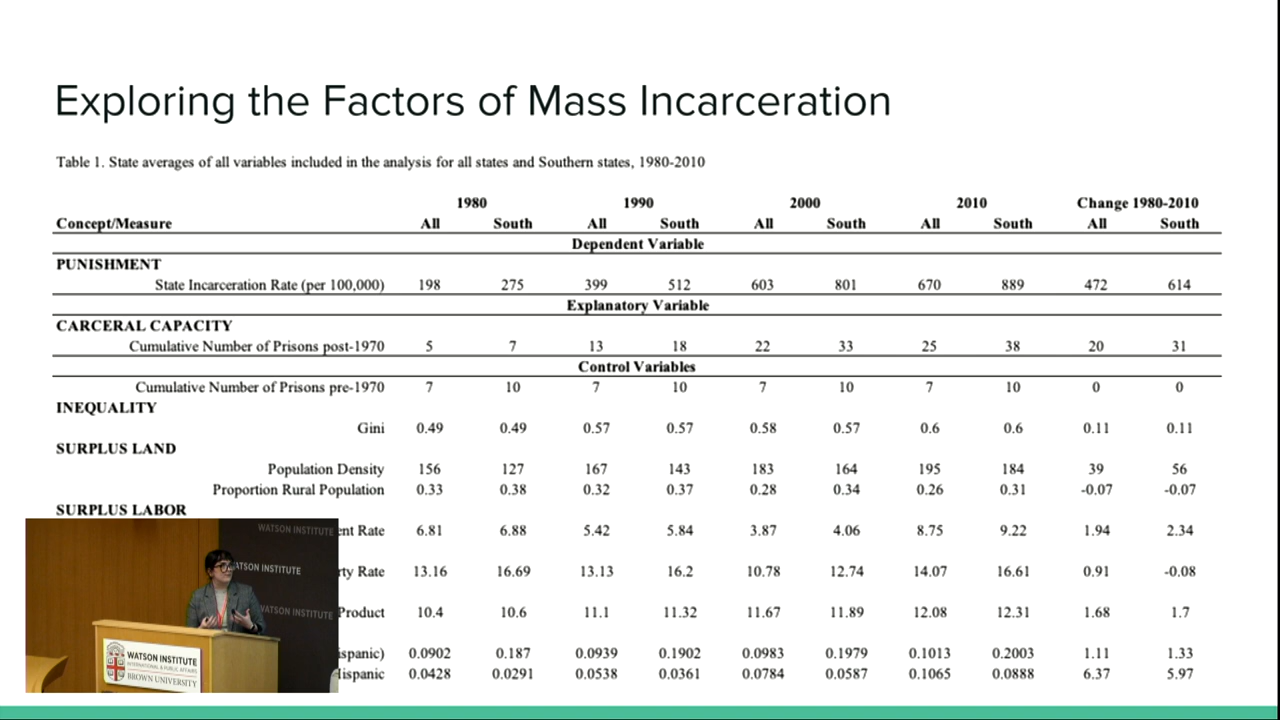 Exploring the Factors of Mass Incarceration
Table 1. State averages of all variables included in the analysis for all states and Southern states, 1980-2010
1980 1990 2000 2010 Change 1980-2010
Concept/Measure All South All South All South All South All South
Dependent Variable
PUNISHMENT
State Incarceration Rate (per 100,000) 198 275 399 512 603 801 670 889 472 614
Explanatory Variable
CARCERAL CAPACITY
Cumulative Number of Prisons post-1970 5 7 13 18 22 33 25 38 20 31
Control Variables
Cumulative Number of Prisons pre-1970 7 10 7 10 7 10 7 10 0 0
INEQUALITY
Gini 0.49 0.49 0.57 0.57 0.58 0.57 0.6 0.6 0.11 0.11
SURPLUS LAND
Population Density 156 127 167 143 183 164 195 184 39 56
Proportion Rural Population 0.33 0.38 0.32 0.37 0.28 0.34 0.26 0.31 -0.07 -0.07
SURPLUS LABOR
ent Rate 6.81 6.88 5.42 5.84 3.87 4.06 8.75 9.22 1.94 2.34
rty Rate 13.16 16.69 13.13 16.2 10.78 12.74 14.07 16.61 0.91 -0.08
Product 10.4 10.6 11.1 11.32 11.67 11.89 12.08 12.31 1.68 1.7
ispanic) 0.0902 0.187 0.0939 0.1902 0.0983 0.1979 0.1013 0.2003 1.11 1.33
Hispanic 0.0428 0.0291 0.0538 0.0361 0.0784 0.0587 0.1065 0.0888 6.37 5.97
WATSON INSTITUTE
WATSON INSTITUTE
WATSON INSTITUTE
WATSON INSTITUTE
INTERNATIONAL & PUBLIC AFFAIRS
BROWN UNIVERSITY